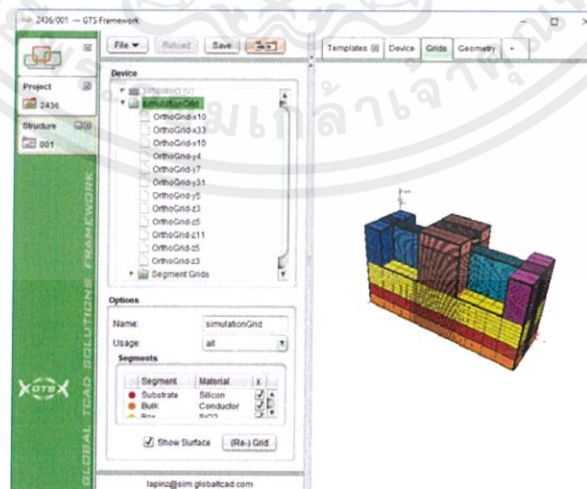 2436/001 — GTS Framework
File
Reload
Save
Templates
Device
Grids
Geometry
+
Project
2436
Structure
001
GLOBAL TCAD SOLUTIONS FRAMEWORK
GTS
Device
simulationGrid
OrthoGrid-x10
OrthoGrid-x33
OrthoGrid-x10
OrthoGrid-y4
OrthoGrid-y7
OrthoGrid-y31
OrthoGrid-y5
OrthoGrid-z3
OrthoGrid-z5
OrthoGrid-z11
OrthoGrid-z5
OrthoGrid-z3
Segment Grids
Options
Name: simulationGrid
Usage: all
Segments
Segment Material x
Substrate Silicon
Bulk Conductor
Box SiO2
Show Surface
(Re-) Grid
lapinz@sim.globaltcad.com